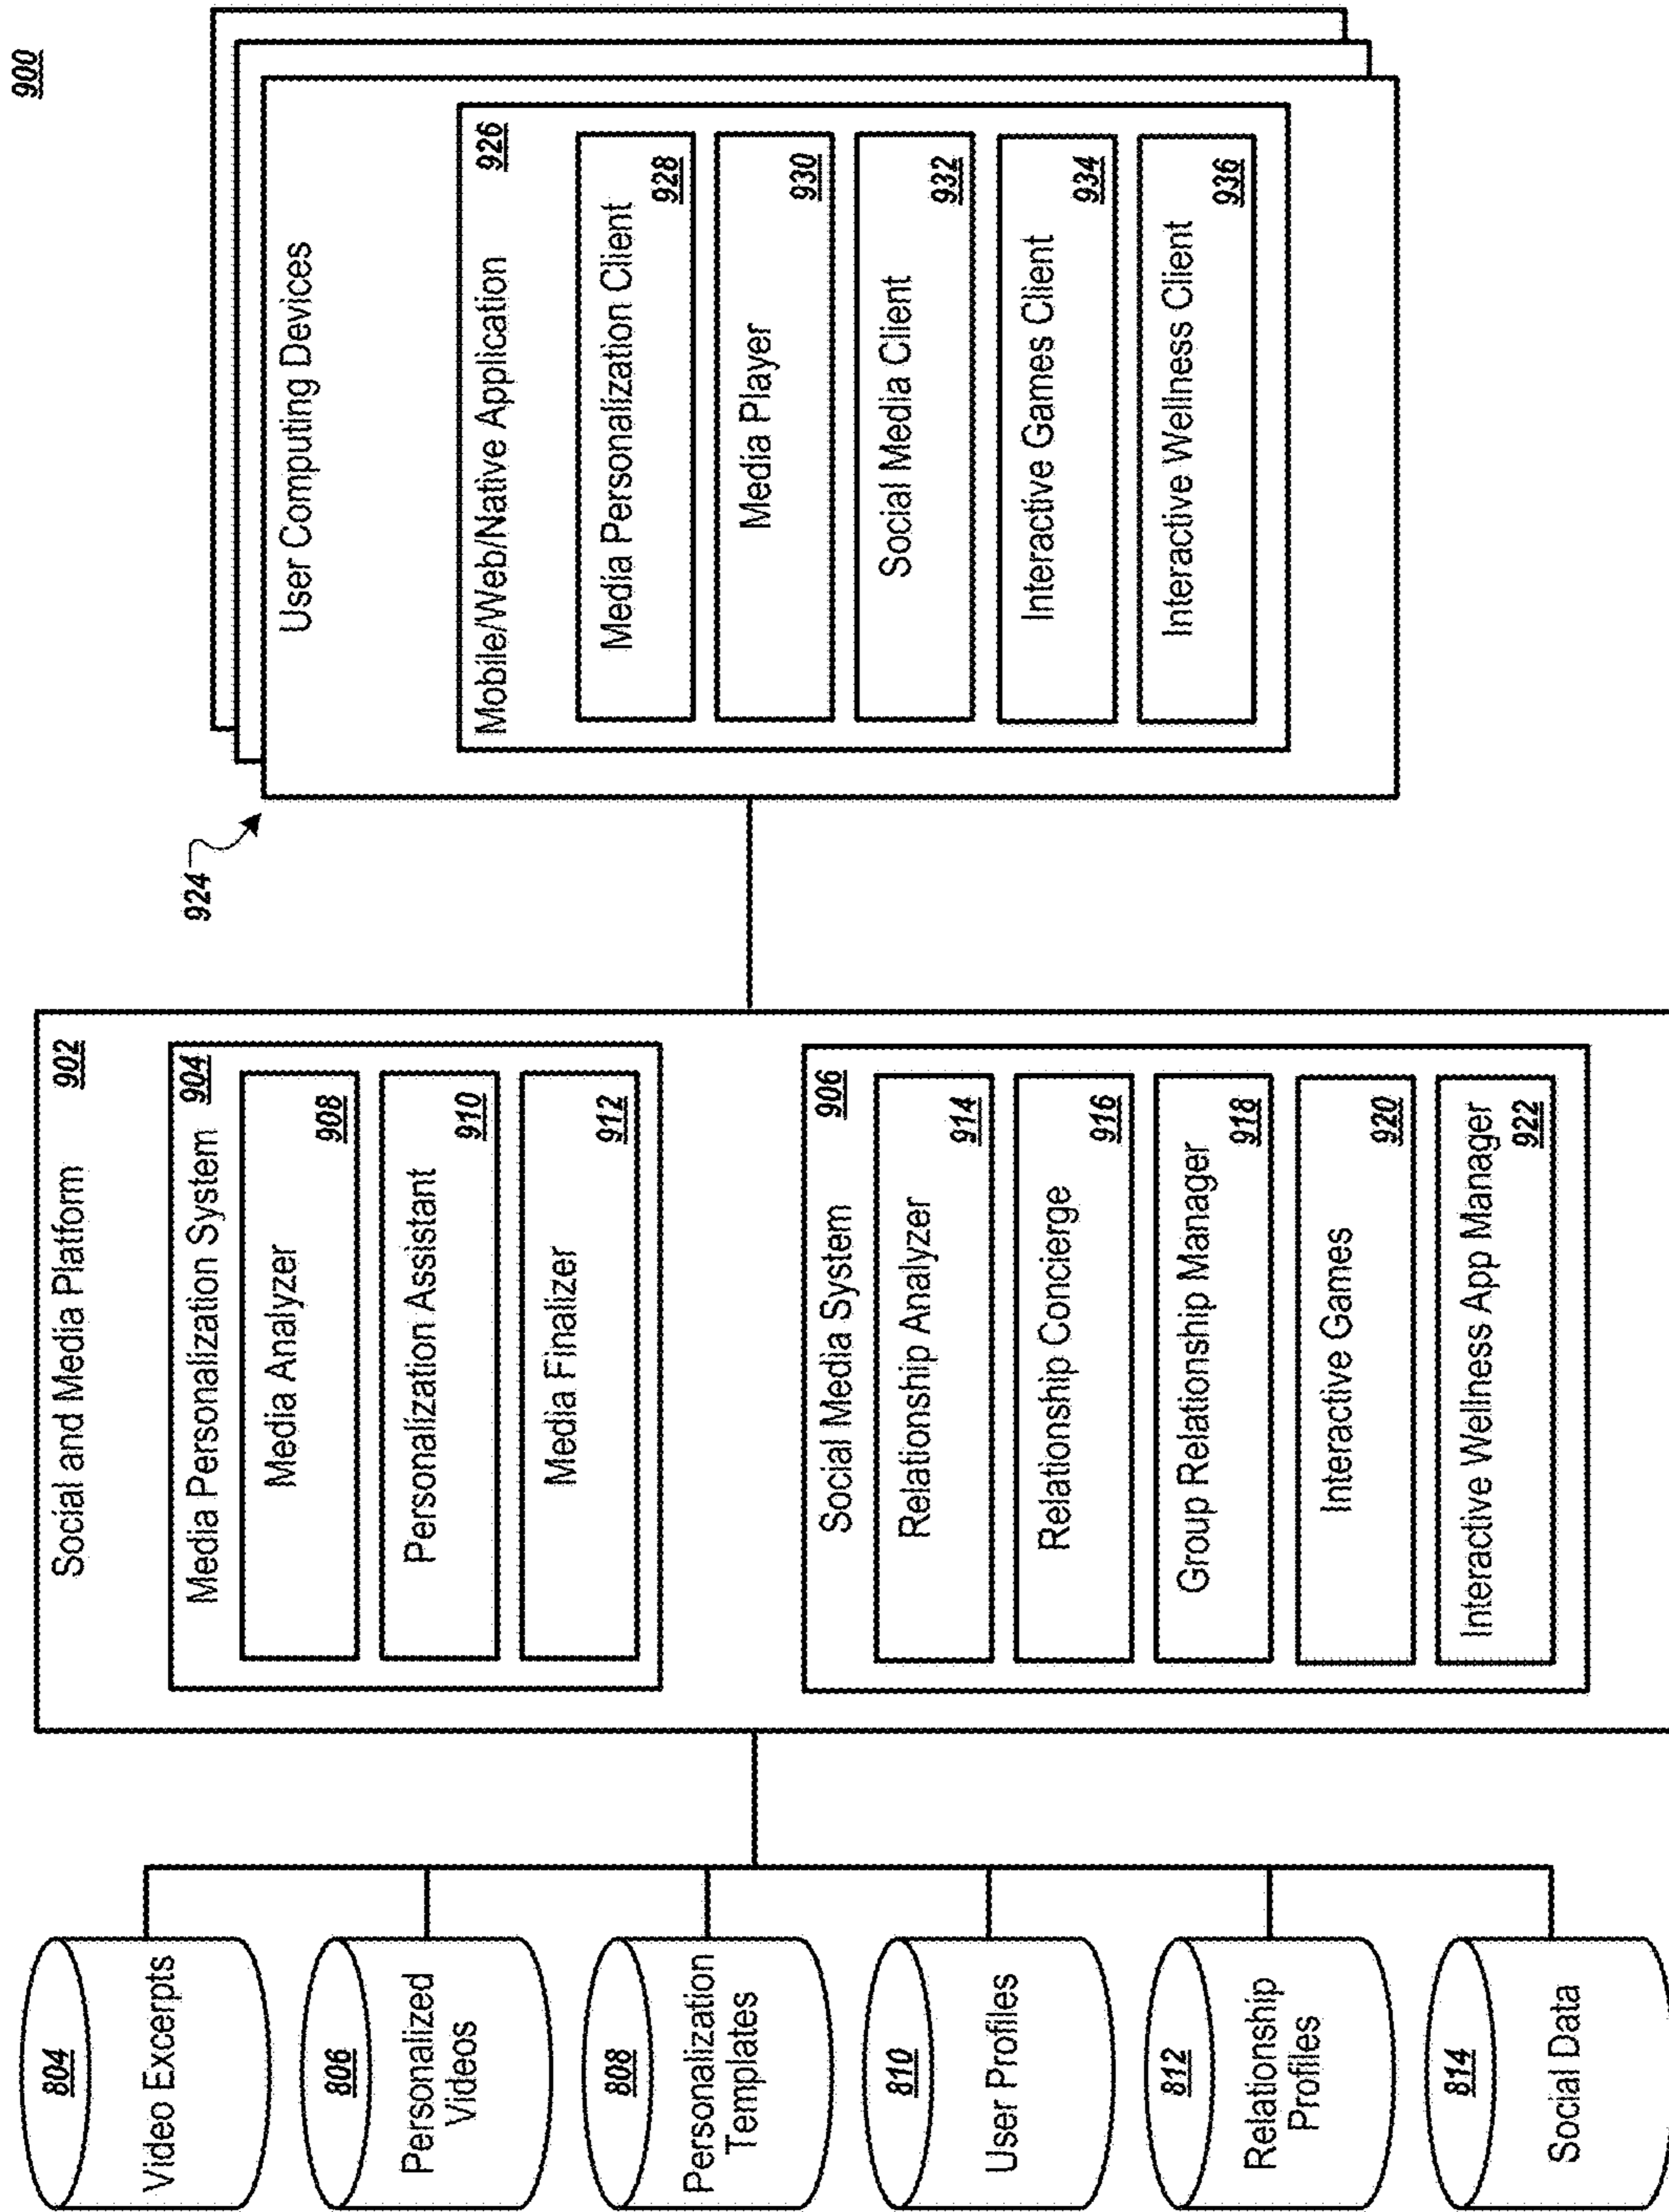 900
804
Video Excerpts
806
Personalized
Videos
808
Personalization
Templates
810
User Profiles
812
Relationship
Profiles
814
Social Data
Social and Media Platform 902
Media Personalization System 904
Media Analyzer
908
Personalization Assistant
910
Media Finalizer
912
Social Media System 906
Relationship Analyzer
914
Relationship Concierge
916
Group Relationship Manager
918
Interactive Games
920
Interactive Wellness App Manager
922
924
User Computing Devices
Mobile/Web/Native Application 926
Media Personalization Client
928
Media Player
930
Social Media Client
932
Interactive Games Client
934
Interactive Wellness Client
936